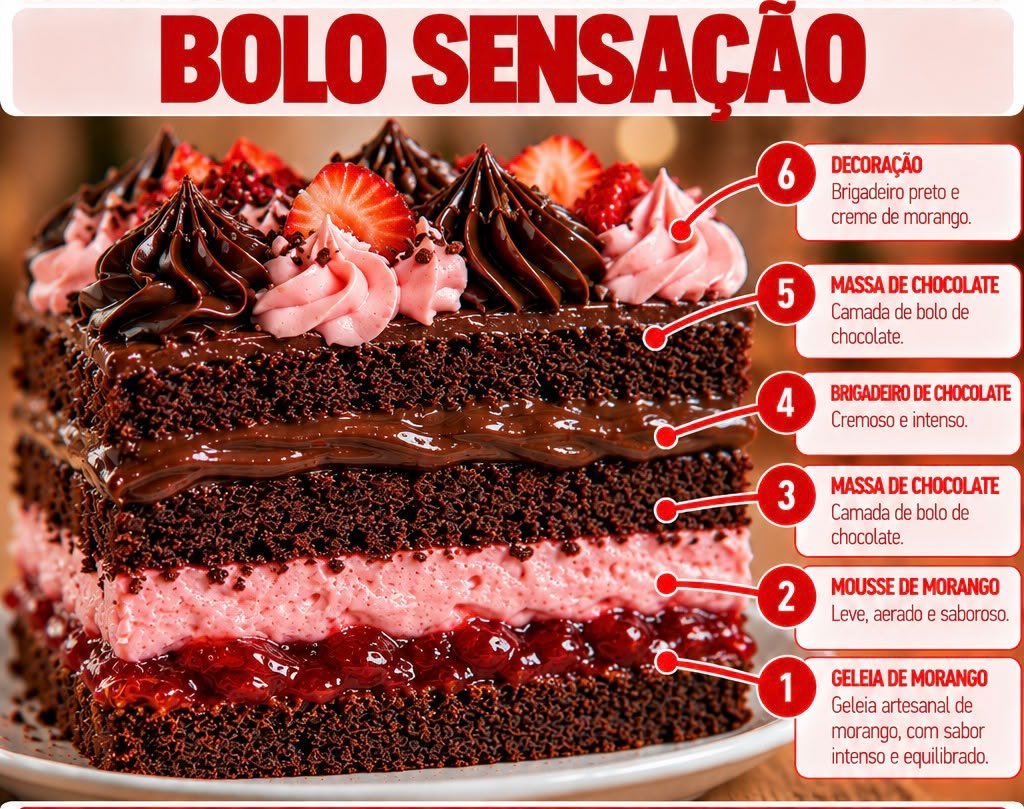 BOLO SENSAÇÃO
6
DECORAÇÃO
Brigadeiro preto e
creme de morango.
5
MASSA DE CHOCOLATE
Camada de bolo de
chocolate.
4
BRIGADEIRO DE CHOCOLATE
Cremoso e intenso.
3
MASSA DE CHOCOLATE
Camada de bolo de
chocolate.
2
MOUSSE DE MORANGO
Leve, aerado e saboroso.
1
GELEIA DE MORANGO
Geleia artesanal de
morango, com sabor
intenso e equilibrado.